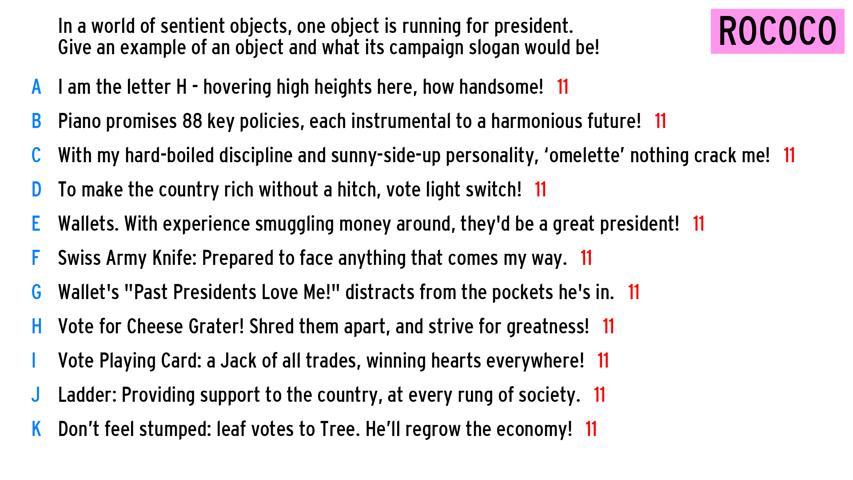 In a world of sentient objects, one object is running for president.
Give an example of an object and what its campaign slogan would be!
ROCOCO
A I am the letter H - hovering high heights here, how handsome! 11
B Piano promises 88 key policies, each instrumental to a harmonious future! 11
C With my hard-boiled discipline and sunny-side-up personality, ‘omelette’ nothing crack me! 11
D To make the country rich without a hitch, vote light switch! 11
E Wallets. With experience smuggling money around, they'd be a great president! 11
F Swiss Army Knife: Prepared to face anything that comes my way. 11
G Wallet's "Past Presidents Love Me!" distracts from the pockets he's in. 11
H Vote for Cheese Grater! Shred them apart, and strive for greatness! 11
I Vote Playing Card: a Jack of all trades, winning hearts everywhere! 11
J Ladder: Providing support to the country, at every rung of society. 11
K Don’t feel stumped: leaf votes to Tree. He’ll regrow the economy! 11